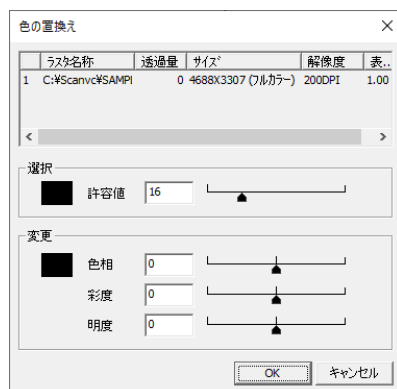 色の置換え
ラスタ名称 透過量 サイズ 解像度 表..
1 C:¥Scanvc¥SAMPI 0 4688X3307 (フルカラー) 200DPI 1.00
選択
許容値 16
変更
色相 0
彩度 0
明度 0
OK キャンセル